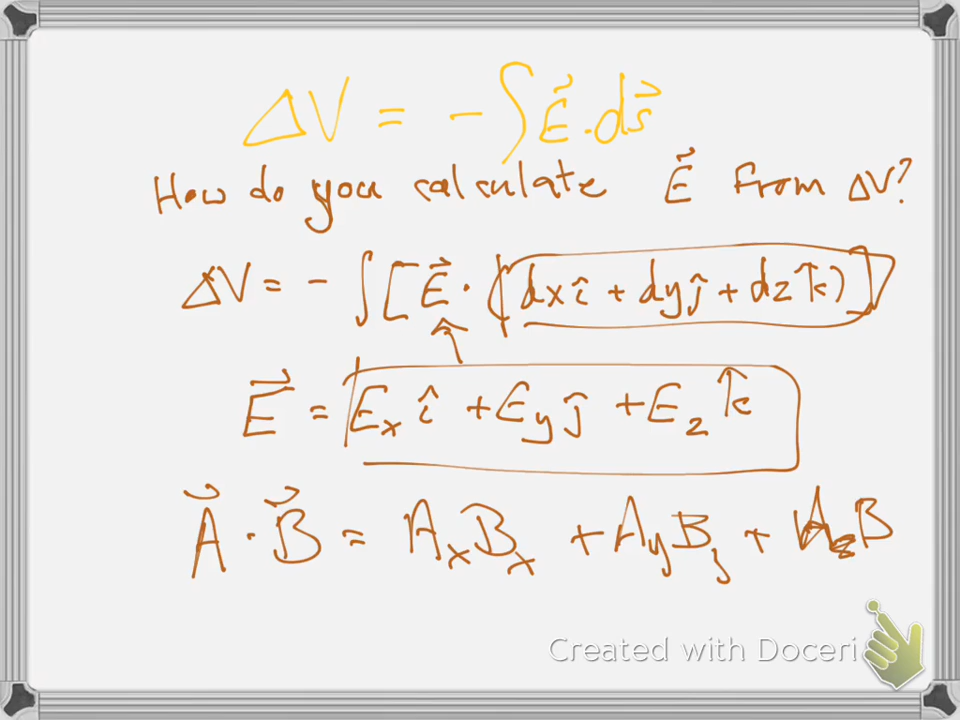 ΔV = - ∫ E⃗ · ds⃗
How do you calculate E⃗ from ΔV?
ΔV = - ∫ [E⃗ · (dx î + dy ĵ + dz k̂)]
E⃗ = Ex î + Ey ĵ + Ez k̂
A⃗ · B⃗ = AxBx + AyBy + AzB
Created with Doceri